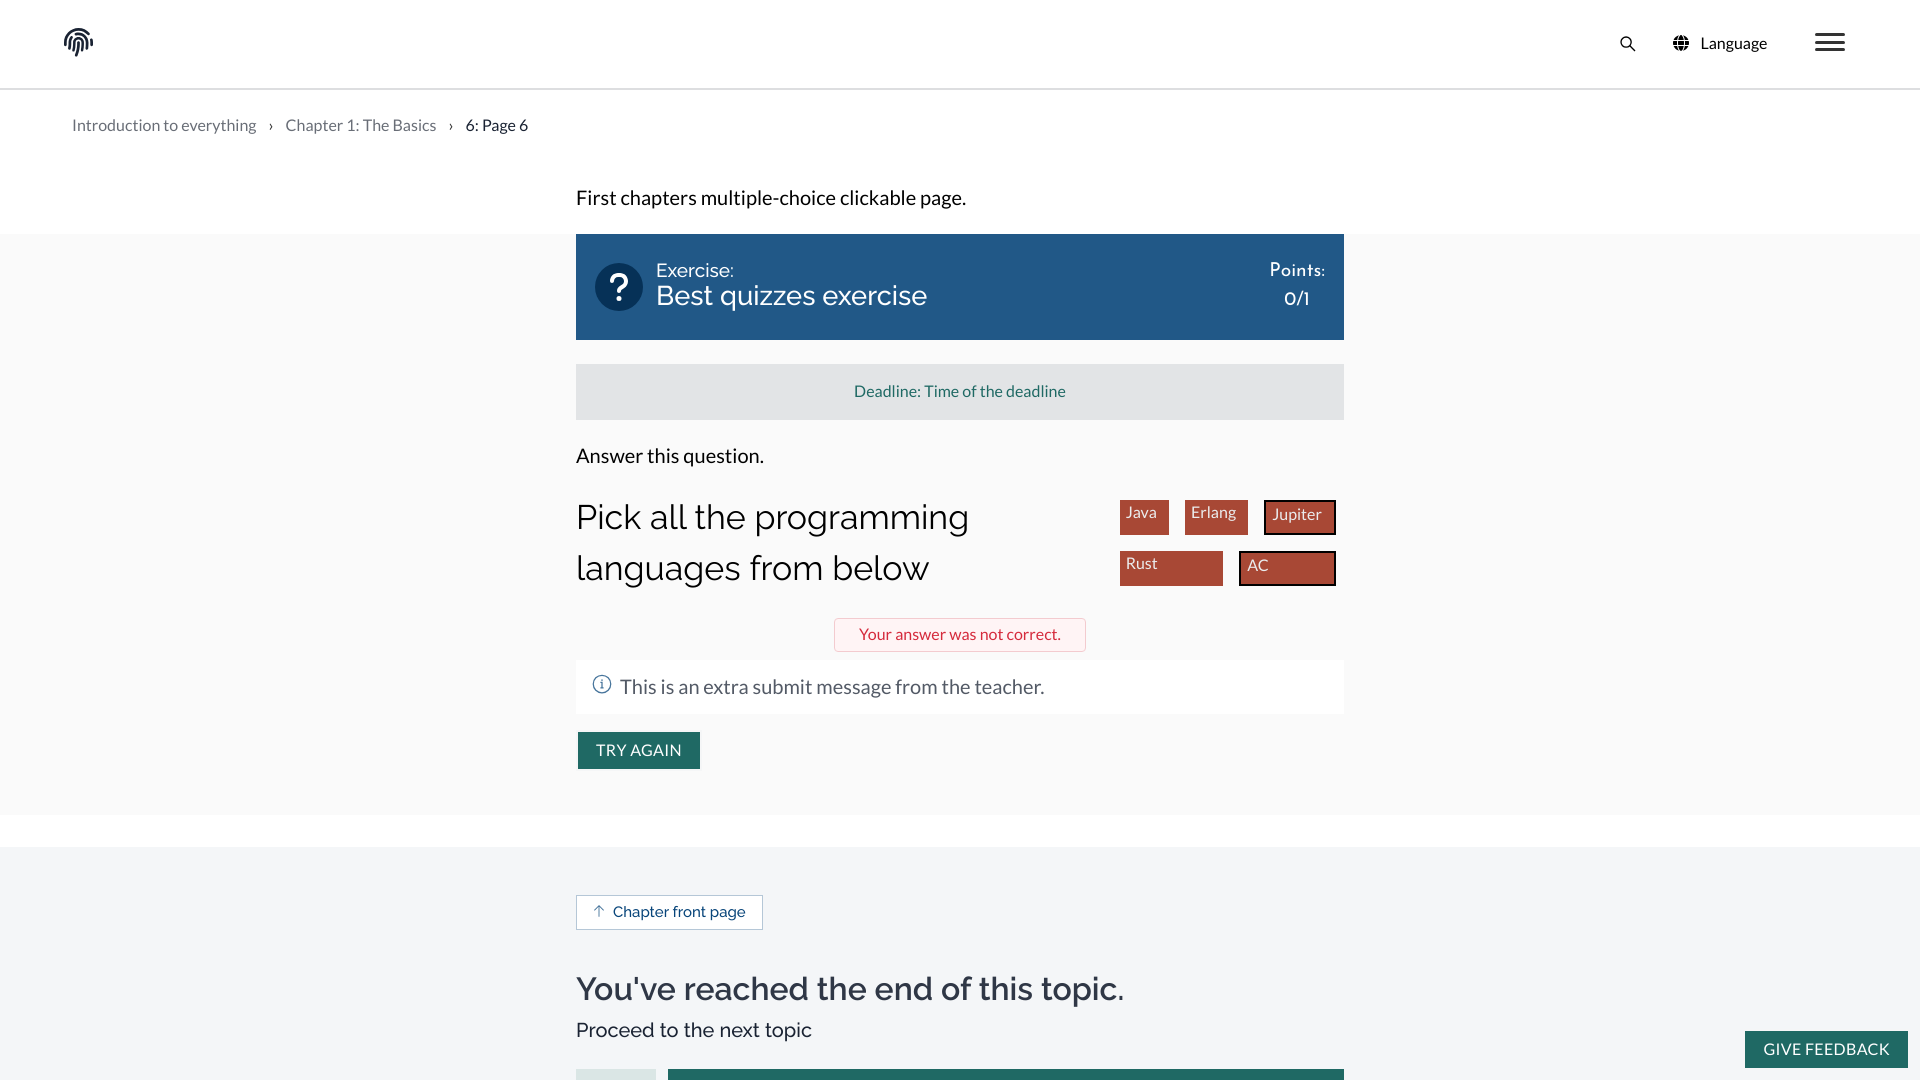 Language
Introduction to everything › Chapter 1: The Basics › 6: Page 6
First chapters multiple-choice clickable page.
?
Exercise:
Best quizzes exercise
Points:
0/1
Deadline: Time of the deadline
Answer this question.
Pick all the programming
languages from below
Java Erlang Jupiter
Rust AC
Your answer was not correct.
This is an extra submit message from the teacher.
TRY AGAIN
Chapter front page
You've reached the end of this topic.
Proceed to the next topic
GIVE FEEDBACK